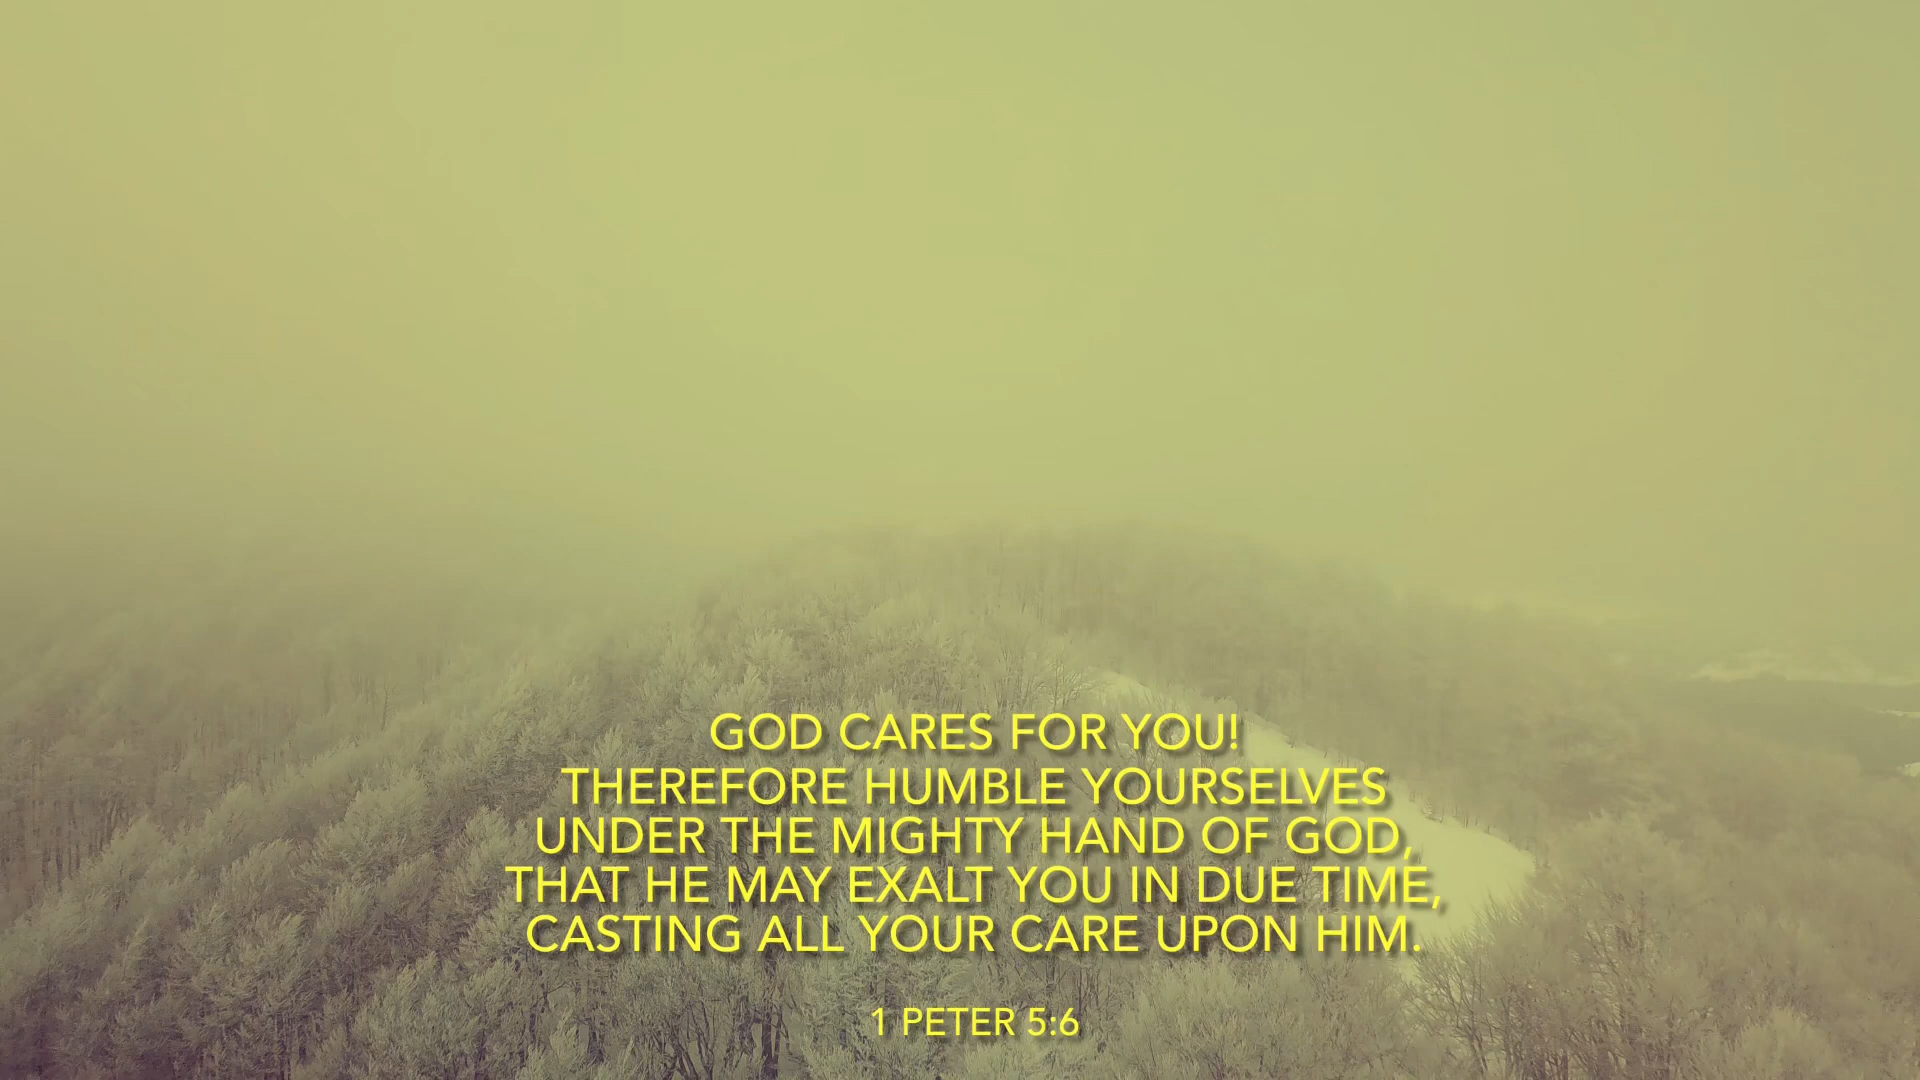 GOD CARES FOR YOU!
THEREFORE HUMBLE YOURSELVES
UNDER THE MIGHTY HAND OF GOD,
THAT HE MAY EXALT YOU IN DUE TIME,
CASTING ALL YOUR CARE UPON HIM.
1 PETER 5:6